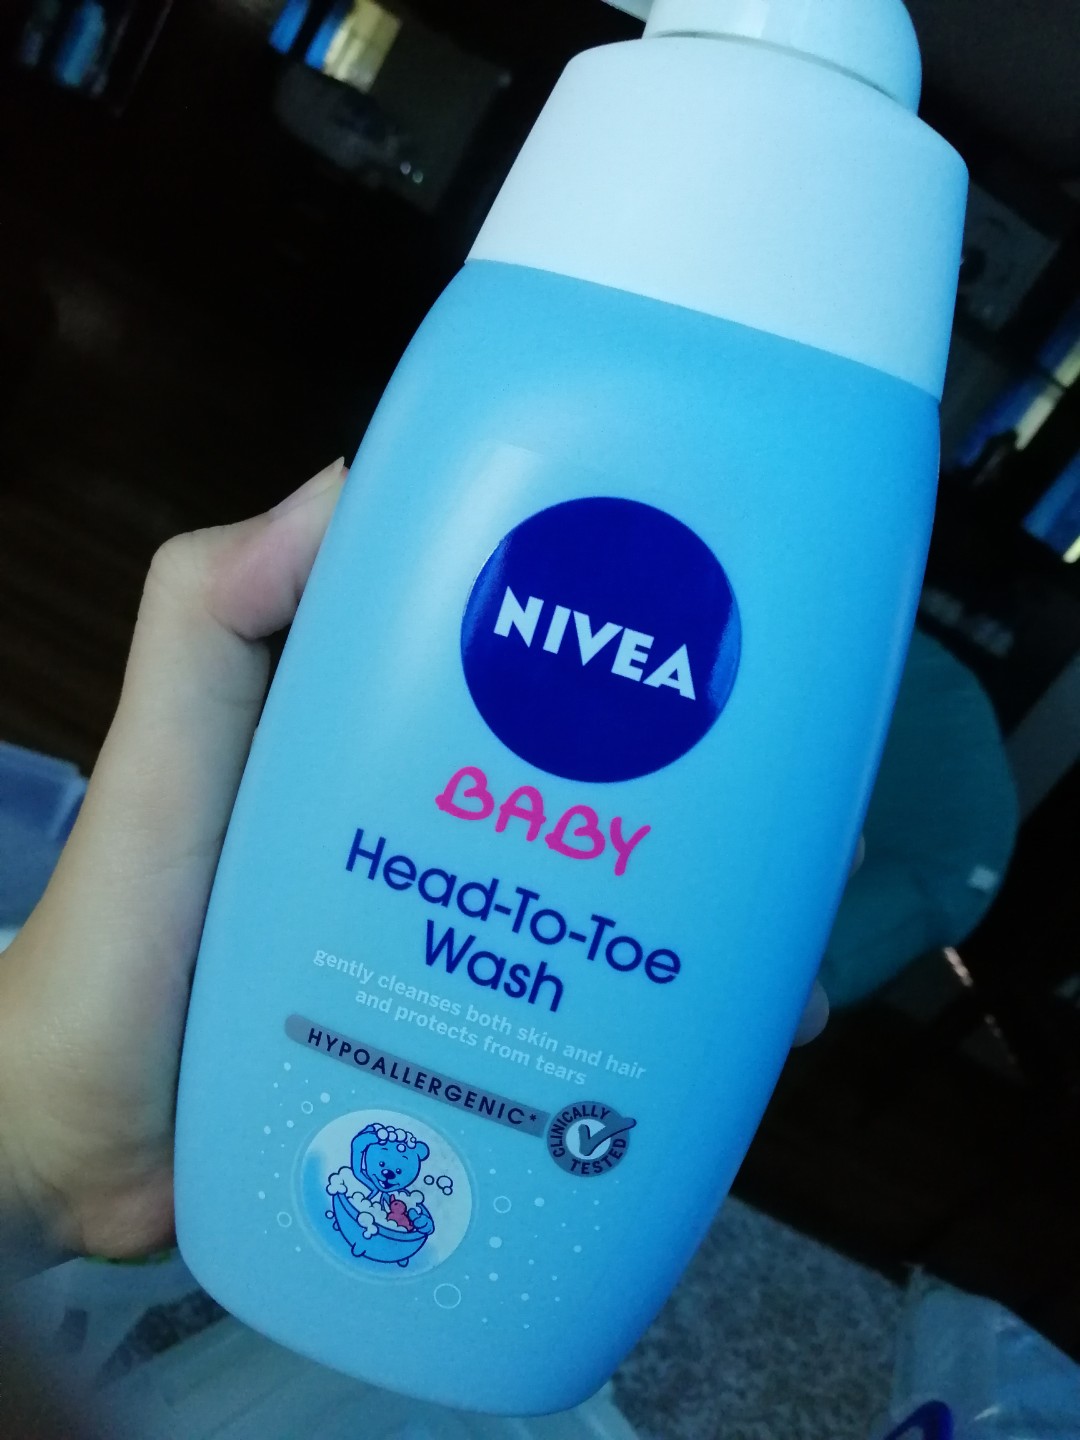 NIVEA
BABY
Head-To-Toe
Wash
gently cleanses both skin and hair
and protects from tears
HYPOALLERGENIC*
CLINICALLY
TESTED